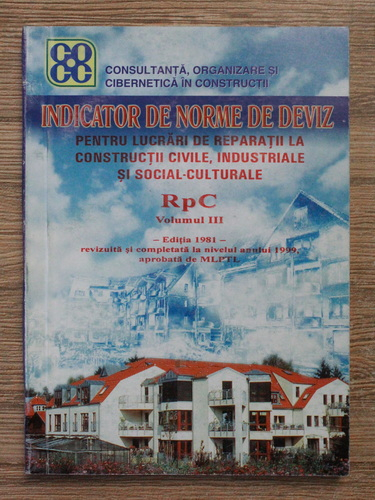 COCC
CONSULTANȚĂ, ORGANIZARE ȘI
CIBERNETICĂ ÎN CONSTRUCȚII
INDICATOR DE NORME DE DEVIZ
PENTRU LUCRĂRI DE REPARAȚII LA
CONSTRUCȚII CIVILE, INDUSTRIALE
ȘI SOCIAL-CULTURALE
RpC
Volumul III
– Ediția 1981 –
revizuită și completată la nivelul anului 1999,
aprobată de MLPTL